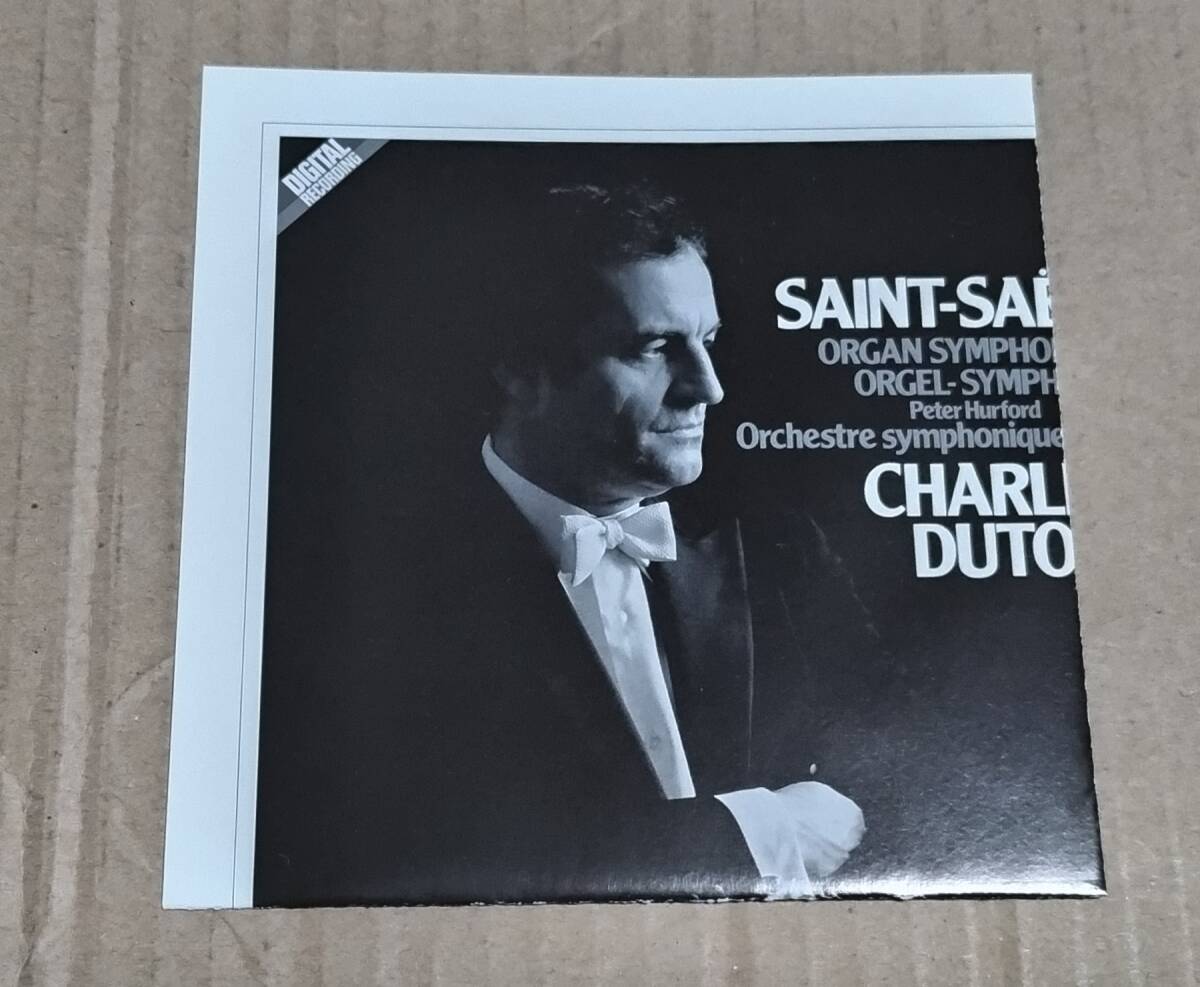 DIGITAL
RECORDING
SAINT-SAË
ORGAN SYMPHO
ORGEL-SYMPH
Peter Hurford
Orchestre symphonique
CHARL
DUTO